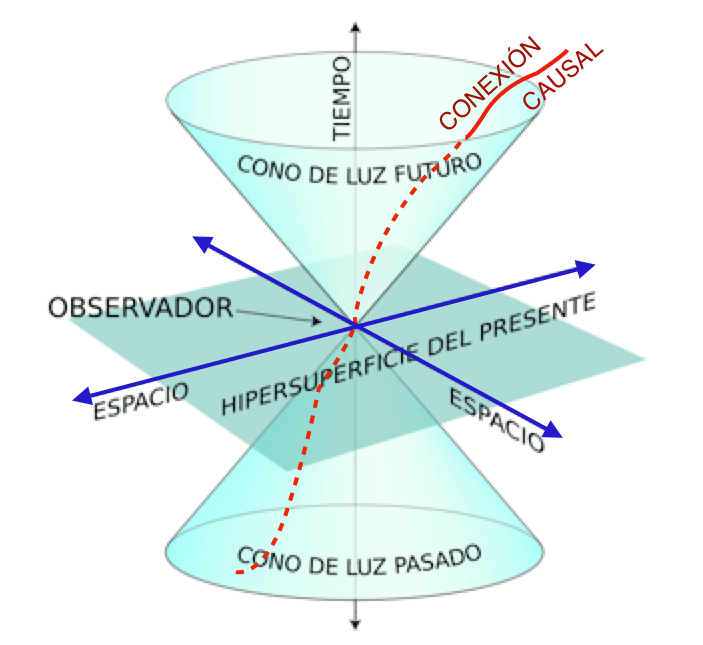 CONEXIÓN
CAUSAL
TIEMPO
CONO DE LUZ FUTURO
OBSERVADOR
HIPERSUPERFICIE DEL PRESENTE
ESPACIO
ESPACIO
CONO DE LUZ PASADO